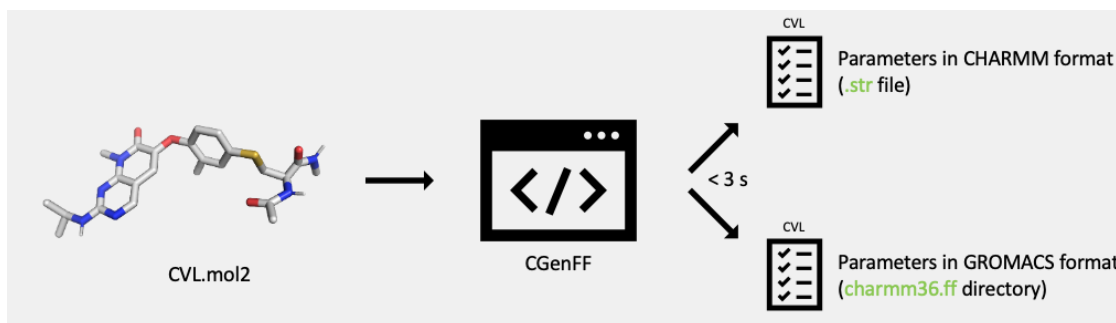 CVL
Parameters in CHARMM format
(.str file)
< 3 s
</>
CGenFF
CVL.mol2
CVL
Parameters in GROMACS format
(charmm36.ff directory)